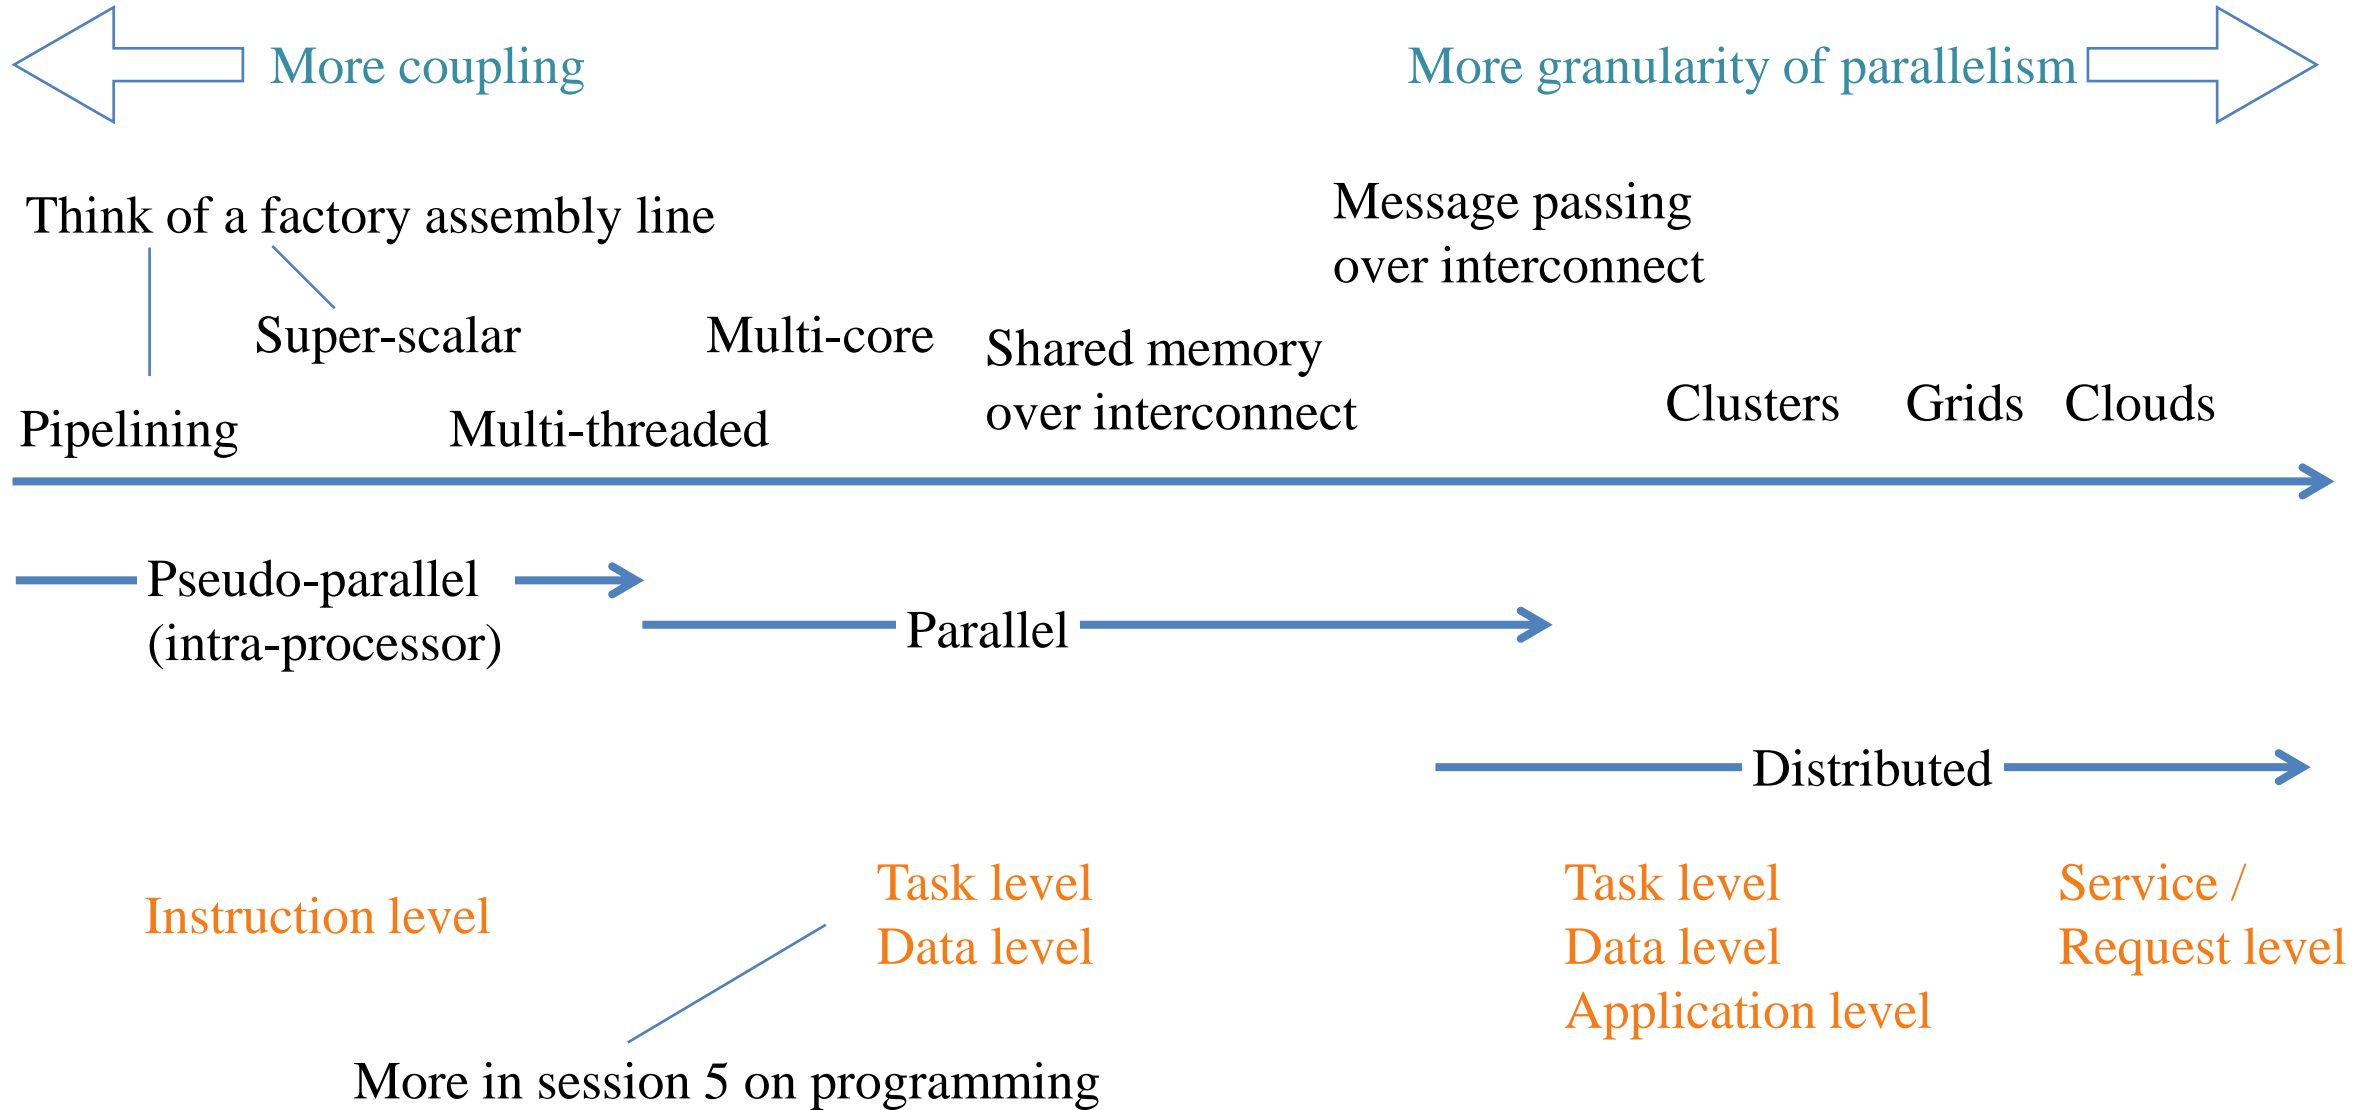 More coupling
More granularity of parallelism
Think of a factory assembly line
Message passing
over interconnect
Super-scalar
Multi-core
Shared memory
over interconnect
Pipelining
Multi-threaded
Clusters
Grids
Clouds
Pseudo-parallel
(intra-processor)
Parallel
Distributed
Instruction level
Task level
Data level
Task level
Data level
Application level
Service /
Request level
More in session 5 on programming